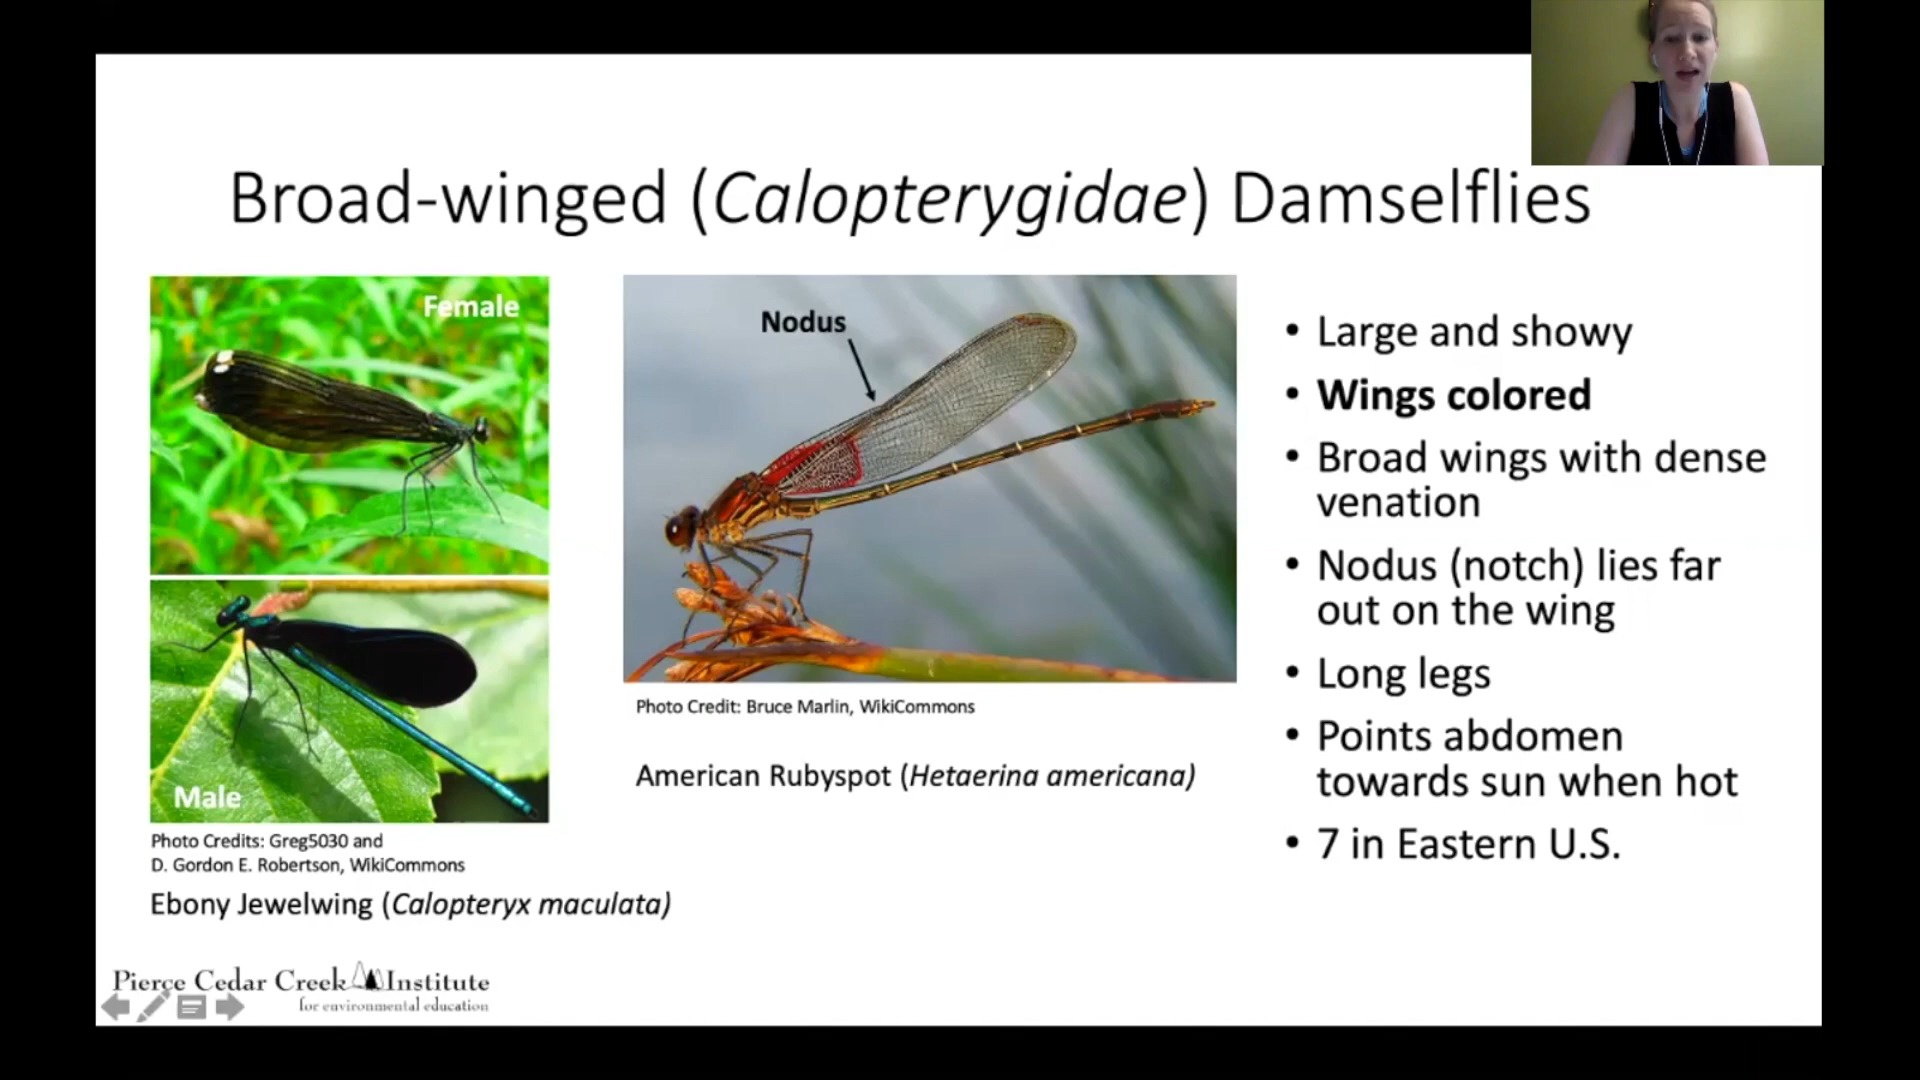 Broad-winged (Calopterygidae) Damselflies
Female
Male
Photo Credits: Greg5030 and
D. Gordon E. Robertson, WikiCommons
Ebony Jewelwing (Calopteryx maculata)
Nodus
Photo Credit: Bruce Marlin, WikiCommons
American Rubyspot (Hetaerina americana)
• Large and showy
• Wings colored
• Broad wings with dense
venation
• Nodus (notch) lies far
out on the wing
• Long legs
• Points abdomen
towards sun when hot
• 7 in Eastern U.S.
Pierce Cedar Creek Institute
for environmental education